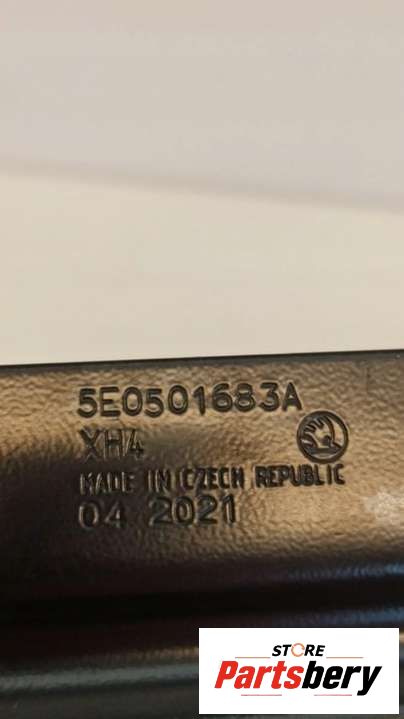 5E0501683A
XH4
MADE IN CZECH REPUBLIC
04 2021
STORE
Partsbery